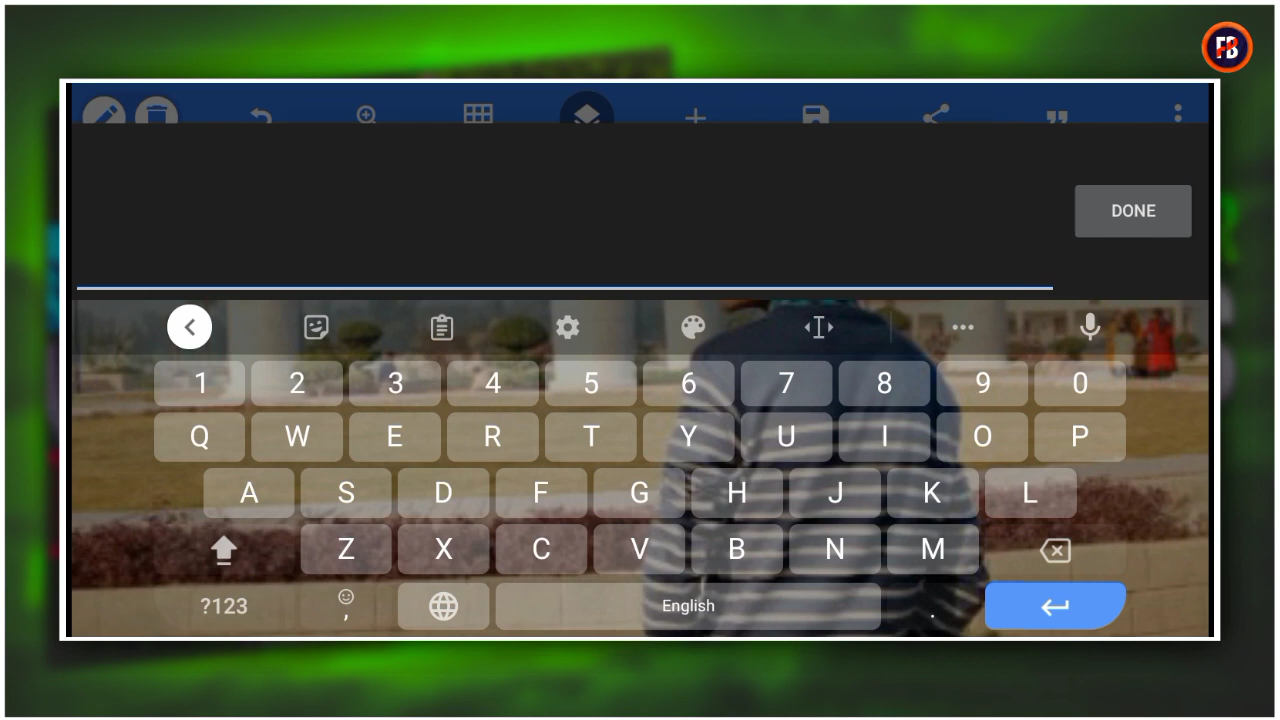 FB
DONE
1 2 3 4 5 6 7 8 9 0
Q W E R T Y U I O P
A S D F G H J K L
Z X C V B N M
?123 , English .